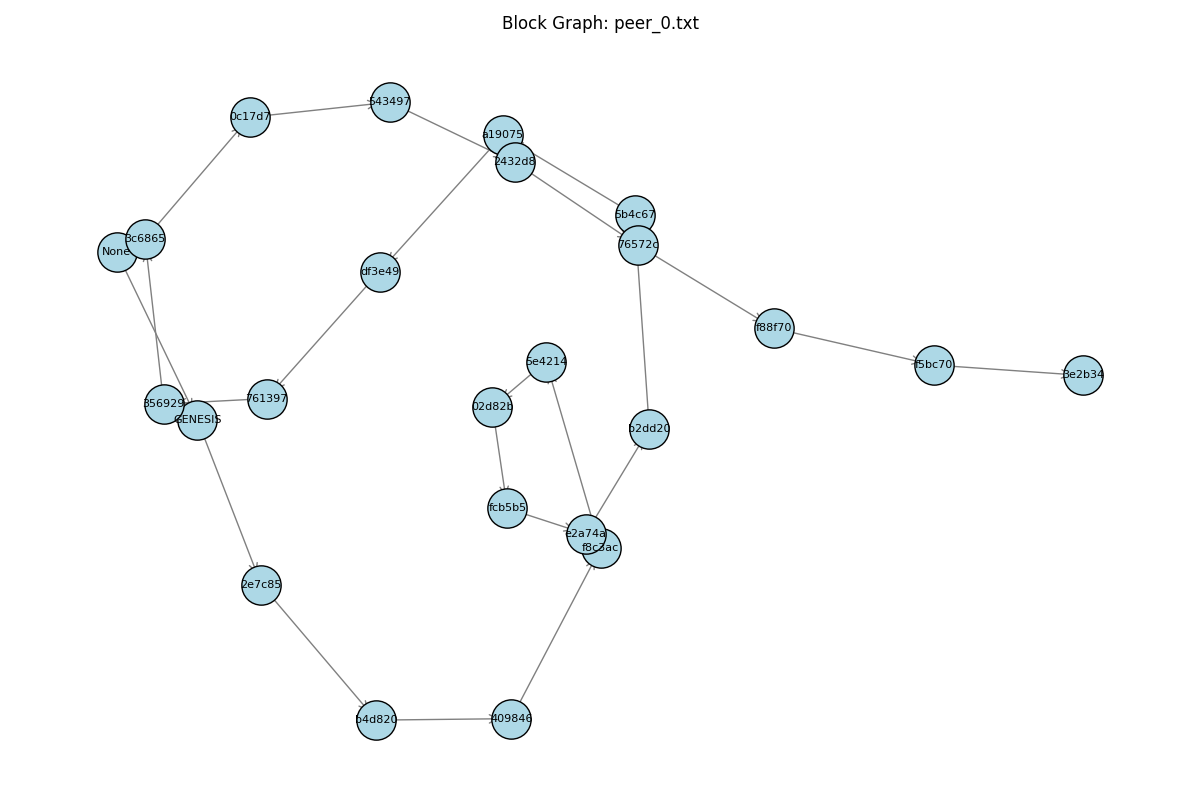 Block Graph: peer_0.txt
543497
0c17d7
a19075
2432d8
6b4c67
3c6865
76572c
None
df3e49
f88f70
5e4214
f5bc70
3e2b34
761397
356929
02d82b
GENESIS
b2dd20
fcb5b5
e2a74a
f8c3ac
2e7c85
b4d820
409846